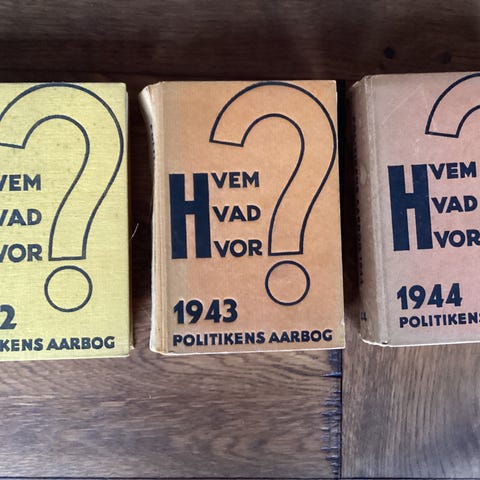 VEM
VAD
VOR
2
KENS AARBOG
?
HVEM
HVAD
HVOR
1943
POLITIKENS AARBOG
?
HVEM
HVAD
HVOR
1944
POLITIKENS